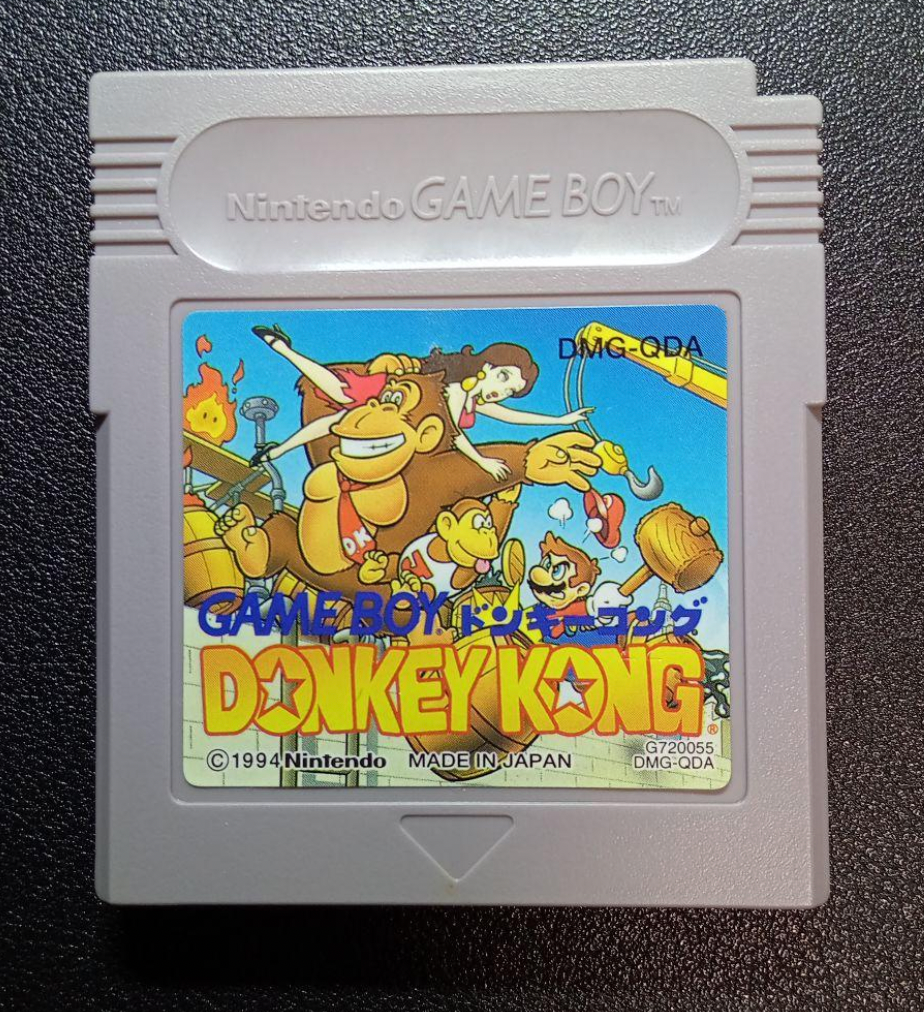 Nintendo GAME BOY™
DMG-QDA
DK
GAME BOY ドンキーコング
DONKEY KONG®
©1994 Nintendo MADE IN JAPAN
G720055
DMG-QDA